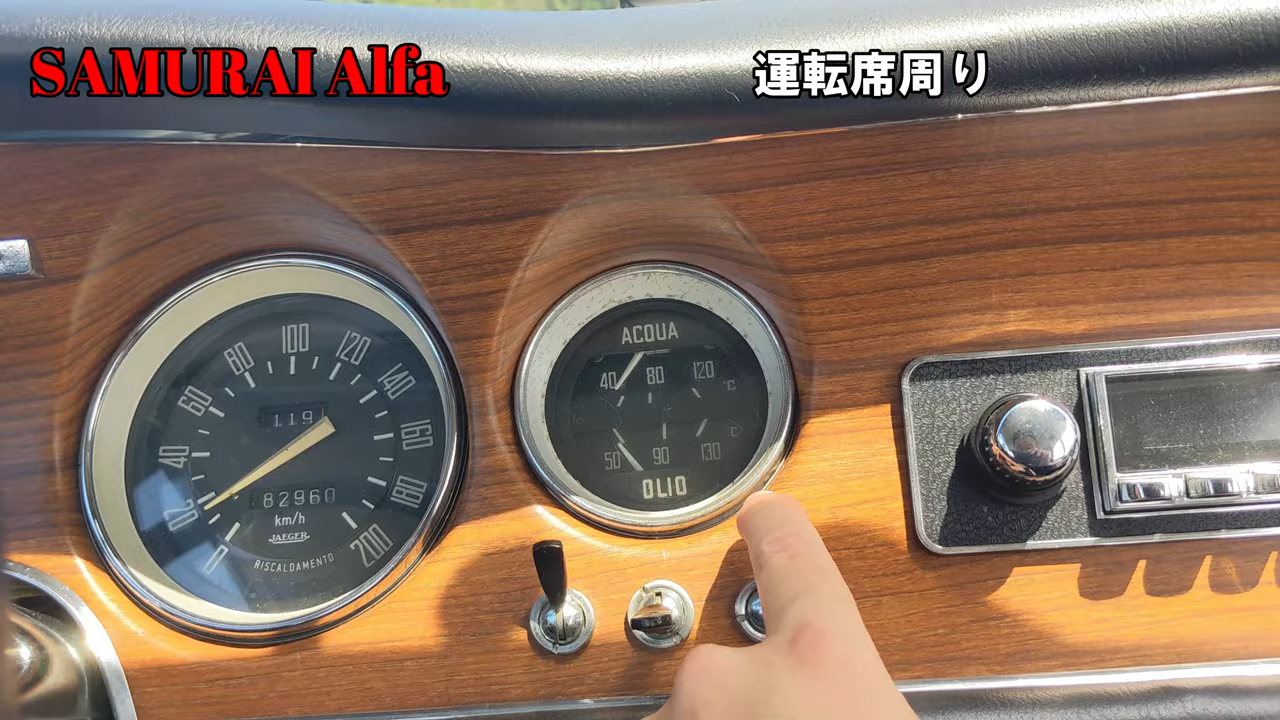 SAMURAI Alfa
運転席周り
0
20
40
60
80
100
120
140
160
180
200
119
82960
km/h
JAEGER
RISCALDAMENTO
ACQUA
40 80 120 °C
50 90 130 °C
OLIO